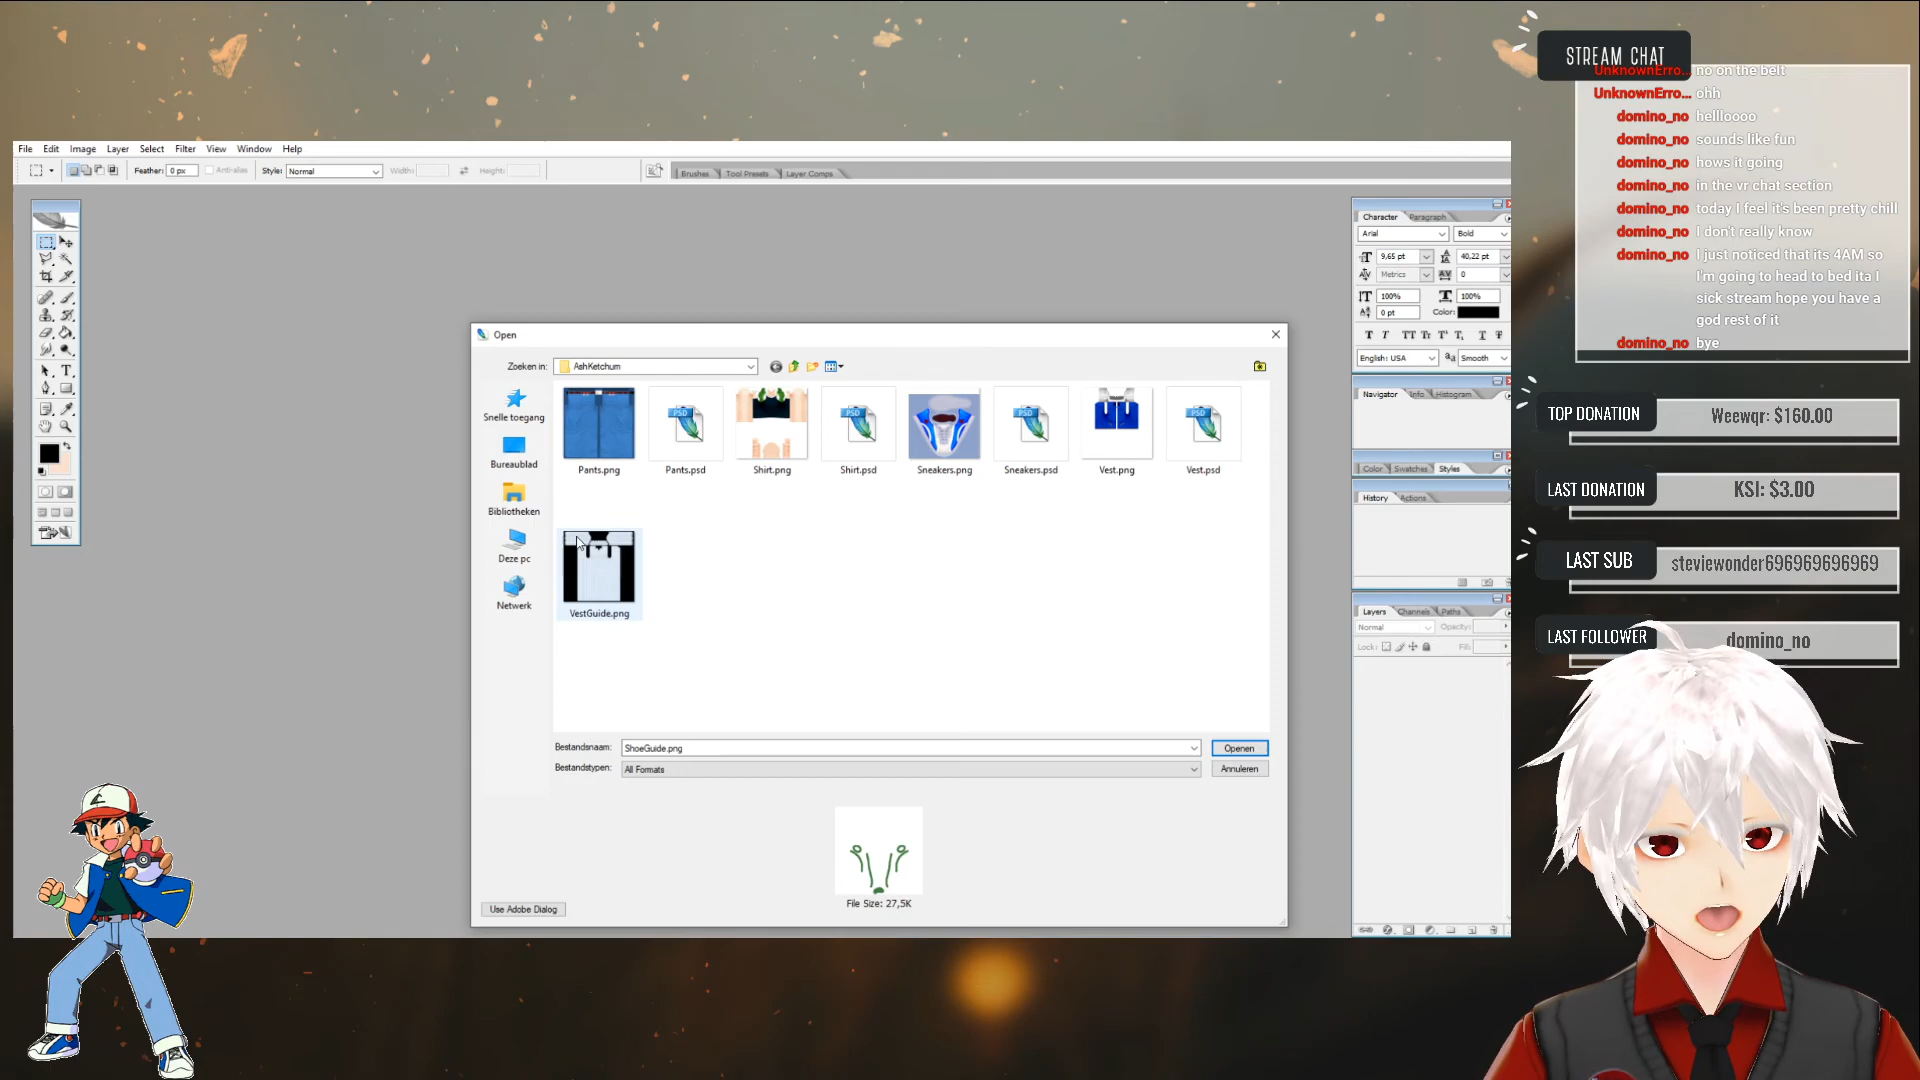 STREAM CHAT
UnknownErro... no on the belt
UnknownErro... ohh
domino_no hellloooo
domino_no sounds like fun
domino_no hows it going
domino_no in the vr chat section
domino_no today I feel it's been pretty chill
domino_no I don't really know
domino_no I just noticed that its 4AM so
I'm going to head to bed ita I
sick stream hope you have a
god rest of it
domino_no bye
File Edit Image Layer Select Filter View Window Help
Feather: 0 px Anti-alias Style: Normal Width: Height:
Brushes Tool Presets Layer Comps
Character Paragraph
Arial Bold
9,65 pt 40,22 pt
Metrics 0
100% 100%
0 pt Color:
English: USA aa Smooth
Navigator Info Histogram
Color Swatches Styles
History Actions
Layers Channels Paths
Normal Opacity:
Lock: Fill:
Open
Zoeken in: AshKetchum
Snelle toegang
Bureaublad
Bibliotheken
Deze pc
Netwerk
Pants.png Pants.psd Shirt.png Shirt.psd Sneakers.png Sneakers.psd Vest.png Vest.psd
VestGuide.png
Bestandsnaam: ShoeGuide.png Openen
Bestandstypen: All Formats Annuleren
File Size: 27,5K
Use Adobe Dialog
TOP DONATION Weewqr: $160.00
LAST DONATION KSI: $3.00
LAST SUB steviewonder696969696969
LAST FOLLOWER domino_no